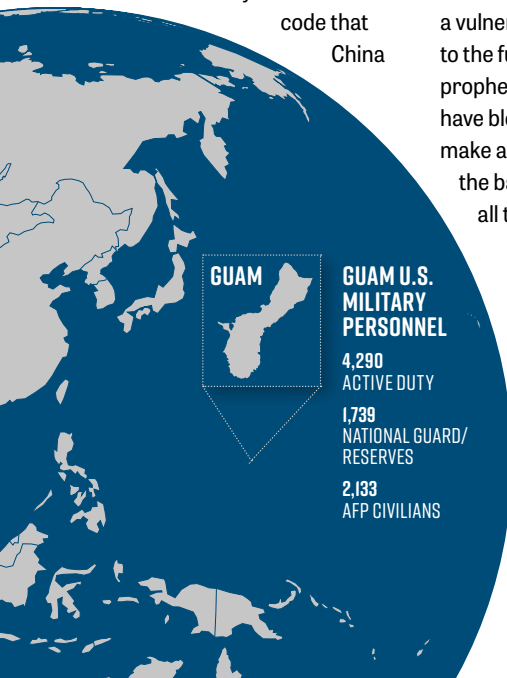 code that
China
a vulner
to the fu
prophe
have ble
make a
the ba
all t
GUAM
GUAM U.S.
MILITARY
PERSONNEL
4,290
ACTIVE DUTY
1,739
NATIONAL GUARD/
RESERVES
2,133
AFP CIVILIANS